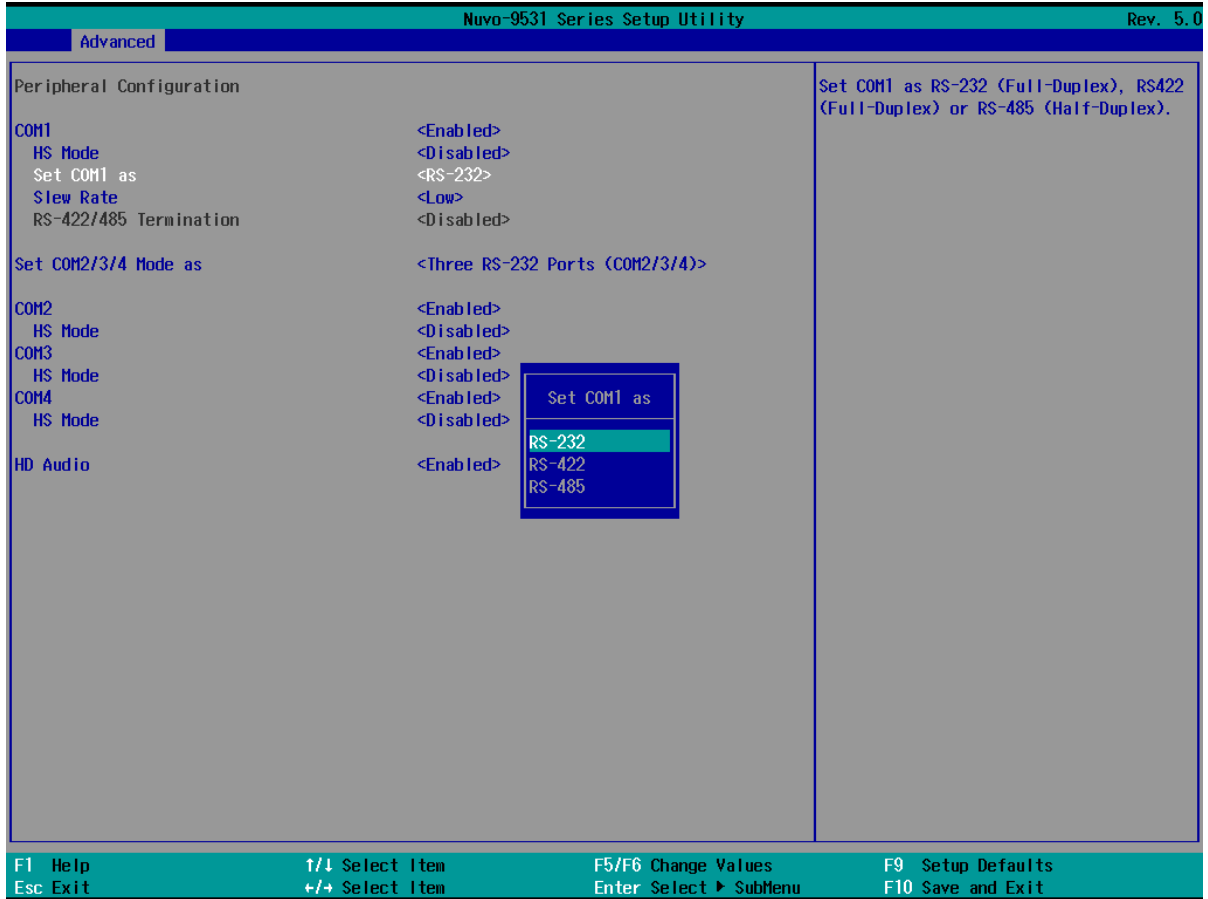 Nuvo-9531 Series Setup Utility Rev. 5.0
Advanced
Peripheral Configuration
COM1 <Enabled>
HS Mode <Disabled>
Set COM1 as <RS-232>
Slew Rate <Low>
RS-422/485 Termination <Disabled>
Set COM2/3/4 Mode as <Three RS-232 Ports (COM2/3/4)>
COM2 <Enabled>
HS Mode <Disabled>
COM3 <Enabled>
HS Mode <Disabled>
COM4 <Enabled>
HS Mode <Disabled>
HD Audio <Enabled>
Set COM1 as
RS-232
RS-422
RS-485
Set COM1 as RS-232 (Full-Duplex), RS422
(Full-Duplex) or RS-485 (Half-Duplex).
F1 Help ↑/↓ Select Item F5/F6 Change Values F9 Setup Defaults
Esc Exit ←/→ Select Item Enter Select ▶ SubMenu F10 Save and Exit